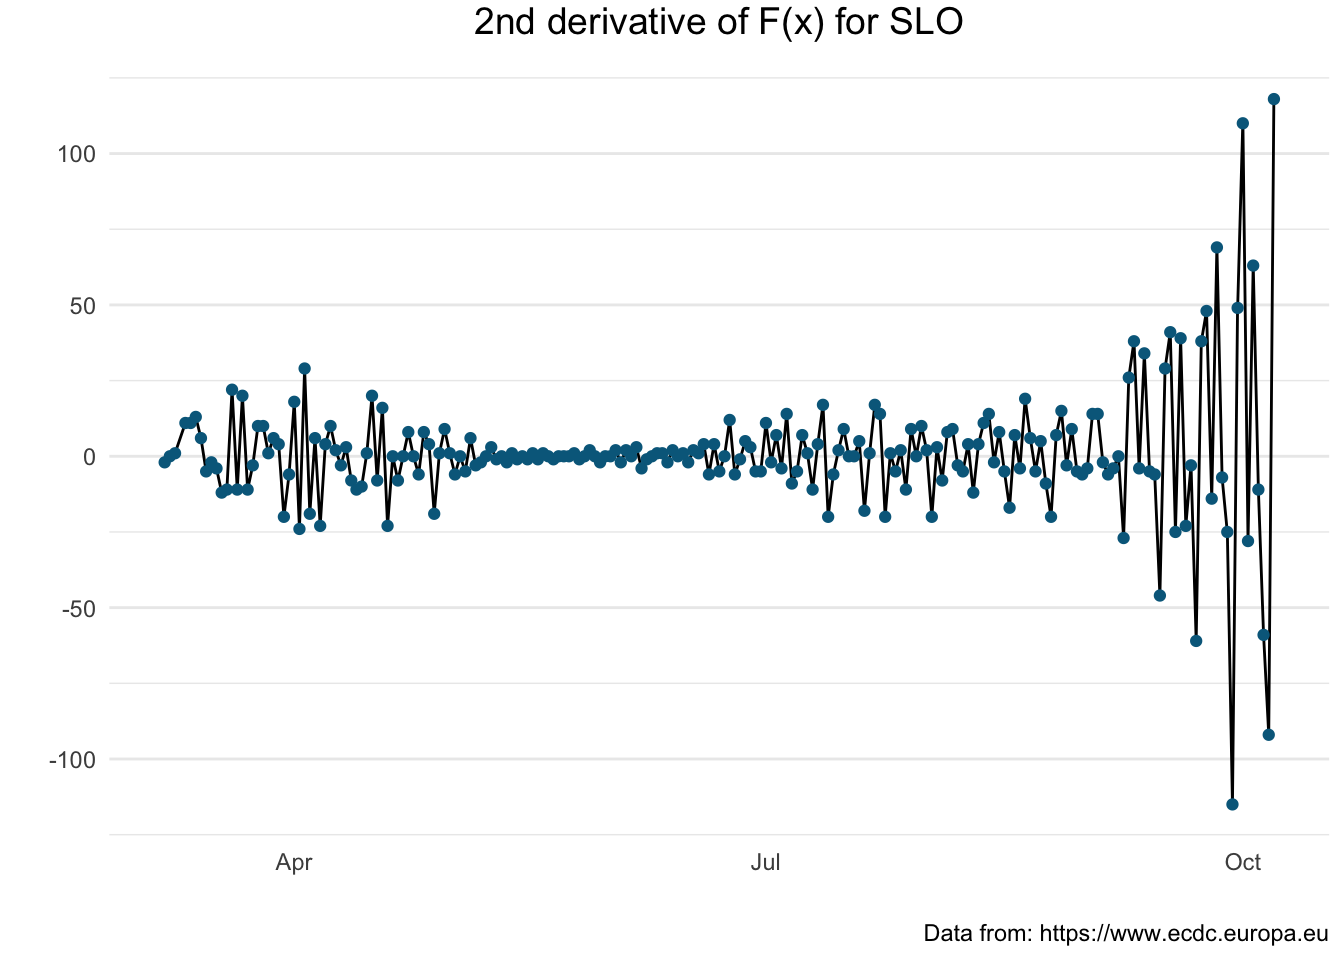 2nd derivative of F(x) for SLO
100
50
0
-50
-100
Apr Jul Oct
Data from: https://www.ecdc.europa.eu